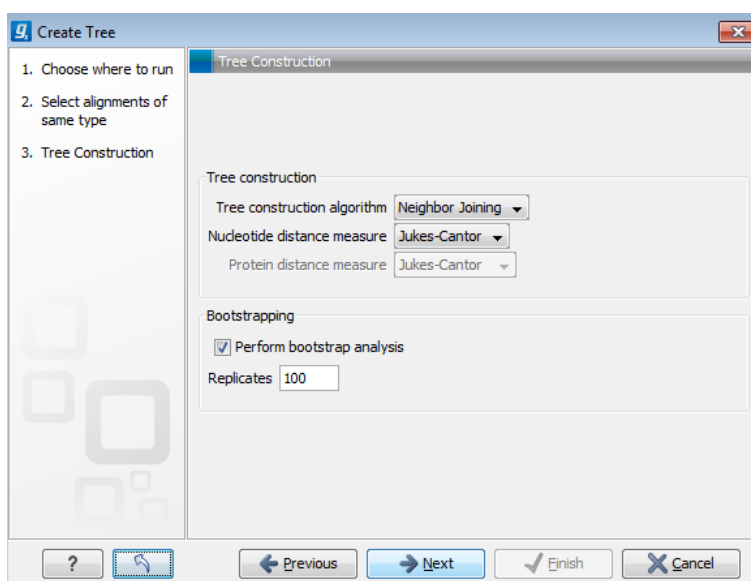 Create Tree
1. Choose where to run
2. Select alignments of
same type
3. Tree Construction
Tree Construction
Tree construction
Tree construction algorithm Neighbor Joining
Nucleotide distance measure Jukes-Cantor
Protein distance measure Jukes-Cantor
Bootstrapping
Perform bootstrap analysis
Replicates 100
? Previous Next Finish Cancel